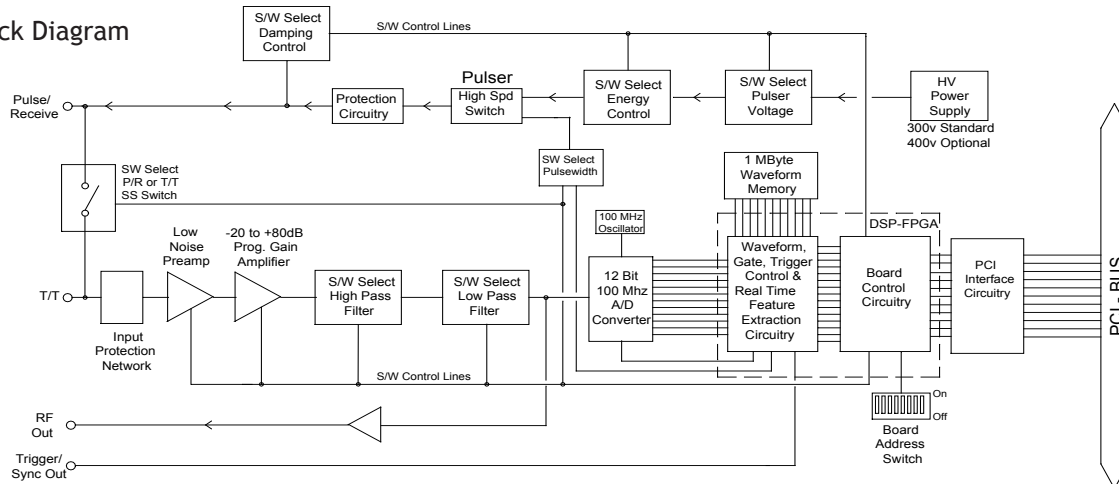 ck Diagram
S/W Select
Damping
Control
S/W Control Lines
Pulse/
Receive
Protection
Circuitry
Pulser
High Spd
Switch
S/W Select
Energy
Control
S/W Select
Pulser
Voltage
HV
Power
Supply
300v Standard
400v Optional
SW Select
P/R or T/T
SS Switch
SW Select
Pulsewidth
1 MByte
Waveform
Memory
DSP-FPGA
100 MHz
Oscillator
Low
Noise
Preamp
-20 to +80dB
Prog. Gain
Amplifier
T/T
Input
Protection
Network
S/W Select
High Pass
Filter
S/W Select
Low Pass
Filter
12 Bit
100 Mhz
A/D
Converter
Waveform,
Gate, Trigger
Control &
Real Time
Feature
Extraction
Circuitry
Board
Control
Circuitry
PCI
Interface
Circuitry
PCI - BUS
S/W Control Lines
On
Off
Board
Address
Switch
RF
Out
Trigger/
Sync Out